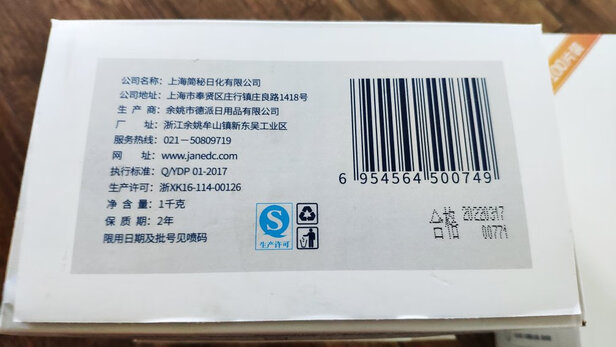 公司名称：上海简秘日化有限公司
公司地址：上海市奉贤区庄行镇庄良路1418号
生 产 商：余姚市德派日用品有限公司
厂 址：浙江余姚牟山镇新东吴工业区
服务热线：021－50809719
网 址：www.janedc.com
执行标准：Q/YDP 01-2017
生产许可：浙XK16-114-00126
净 含 量：1千克
保 质 期：2年
限用日期及批号见喷码
生产许可
6 954564 500749
合格 20220317
00771
00片装